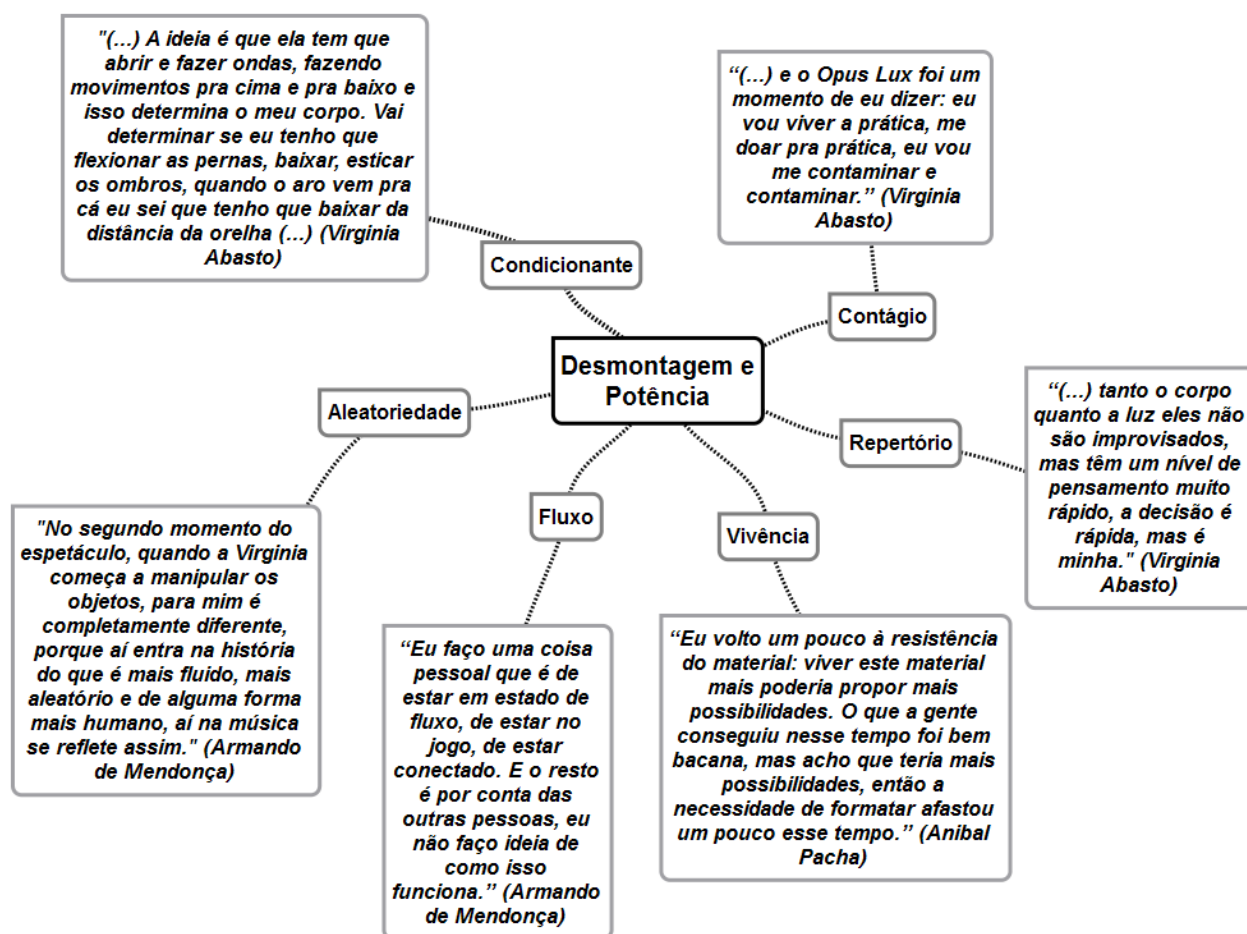 "(...) A ideia é que ela tem que
abrir e fazer ondas, fazendo
movimentos pra cima e pra baixo e
isso determina o meu corpo. Vai
determinar se eu tenho que
flexionar as pernas, baixar, esticar
os ombros, quando o aro vem pra
cá eu sei que tenho que baixar da
distância da orelha (...) (Virginia
Abasto)
“(...) e o Opus Lux foi um
momento de eu dizer: eu
vou viver a prática, me
doar pra prática, eu vou
me contaminar e
contaminar.” (Virginia
Abasto)
Condicionante
Contágio
Desmontagem e
Potência
Aleatoriedade
Repertório
“(...) tanto o corpo
quanto a luz eles não
são improvisados,
mas têm um nível de
pensamento muito
rápido, a decisão é
rápida, mas é
minha." (Virginia
Abasto)
Fluxo
Vivência
"No segundo momento do
espetáculo, quando a Virginia
começa a manipular os
objetos, para mim é
completamente diferente,
porque aí entra na história
do que é mais fluido, mais
aleatório e de alguma forma
mais humano, aí na música
se reflete assim." (Armando
de Mendonça)
“Eu faço uma coisa
pessoal que é de
estar em estado de
fluxo, de estar no
jogo, de estar
conectado. E o resto
é por conta das
outras pessoas, eu
não faço ideia de
como isso
funciona.” (Armando
de Mendonça)
“Eu volto um pouco à resistência
do material: viver este material
mais poderia propor mais
possibilidades. O que a gente
conseguiu nesse tempo foi bem
bacana, mas acho que teria mais
possibilidades, então a
necessidade de formatar afastou
um pouco esse tempo.” (Anibal
Pacha)